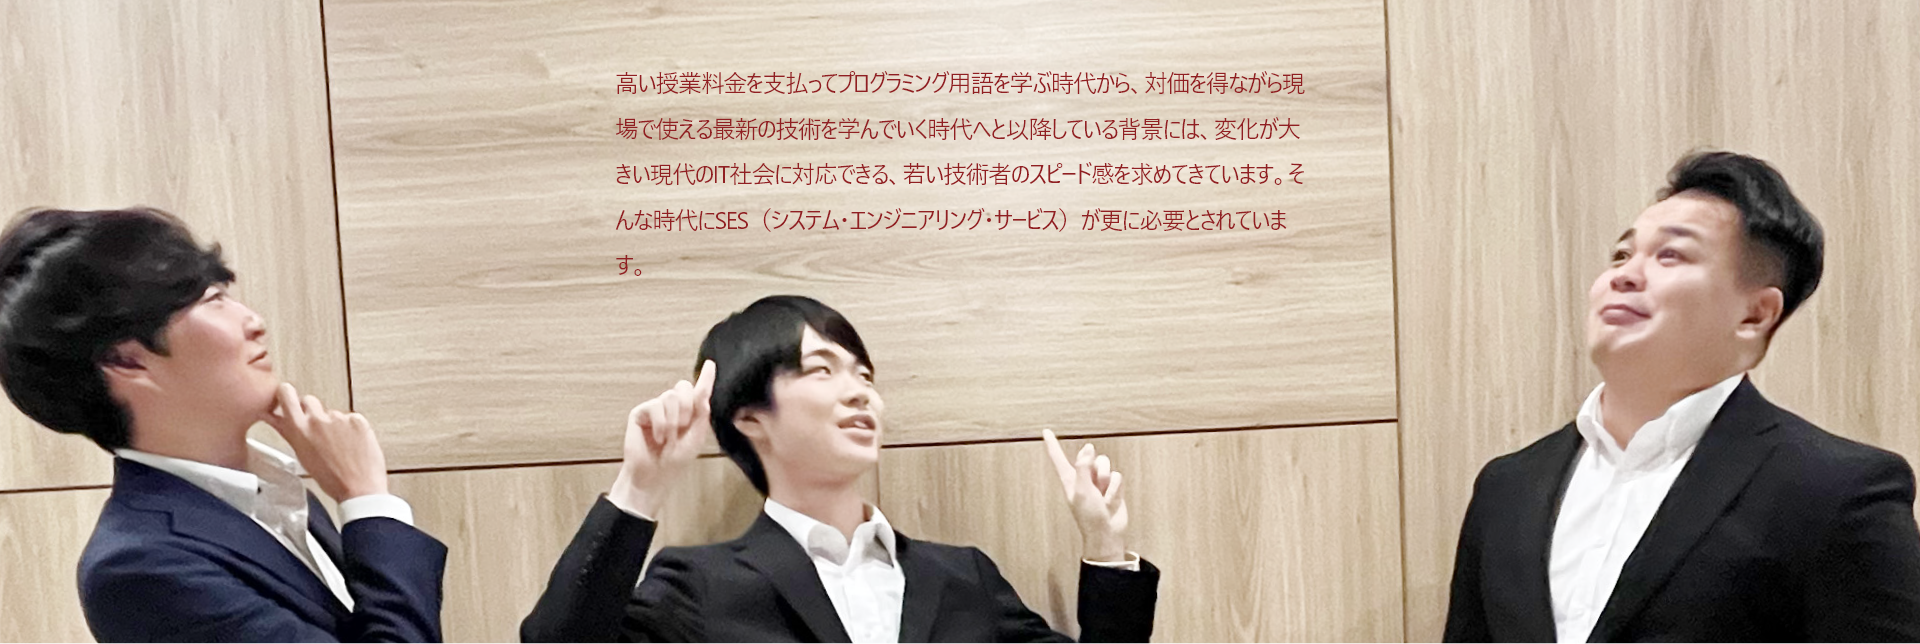 高い授業料金を支払ってプログラミング用語を学ぶ時代から、対価を得ながら現
場で使える最新の技術を学んでいく時代へと以降している背景には、変化が大
きい現代のIT社会に対応できる、若い技術者のスピード感を求めてきています。そ
んな時代にSES（システム・エンジニアリング・サービス）が更に必要とされていま
す。